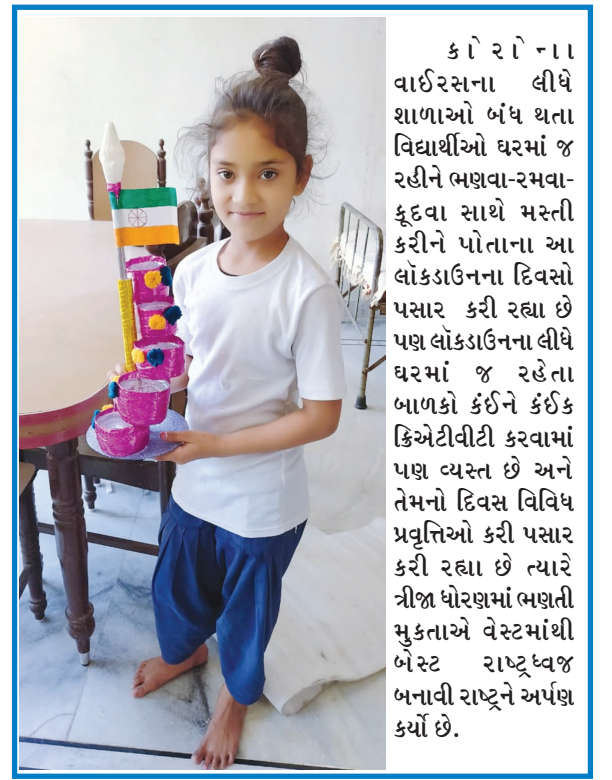 કોરોના
વાઈરસના લીધે
શાળાઓ બંધ થતા
વિદ્યાર્થીઓ ઘરમાં જ
રહીને ભણવા-રમવા-
કૂદવા સાથે મસ્તી
કરીને પોતાના આ
લૉકડાઉનના દિવસો
પસાર કરી રહ્યા છે
પણ લૉકડાઉનના લીધે
ઘરમાં જ રહેતા
બાળકો કંઈને કંઈક
ક્રિએટીવીટી કરવામાં
પણ વ્યસ્ત છે અને
તેમનો દિવસ વિવિધ
પ્રવૃત્તિઓ કરી પસાર
કરી રહ્યા છે ત્યારે
ત્રીજા ધોરણમાં ભણતી
મુકતાએ વેસ્ટમાંથી
બેસ્ટ રાષ્ટ્રધ્વજ
બનાવી રાષ્ટ્રને અર્પણ
કર્યો છે.